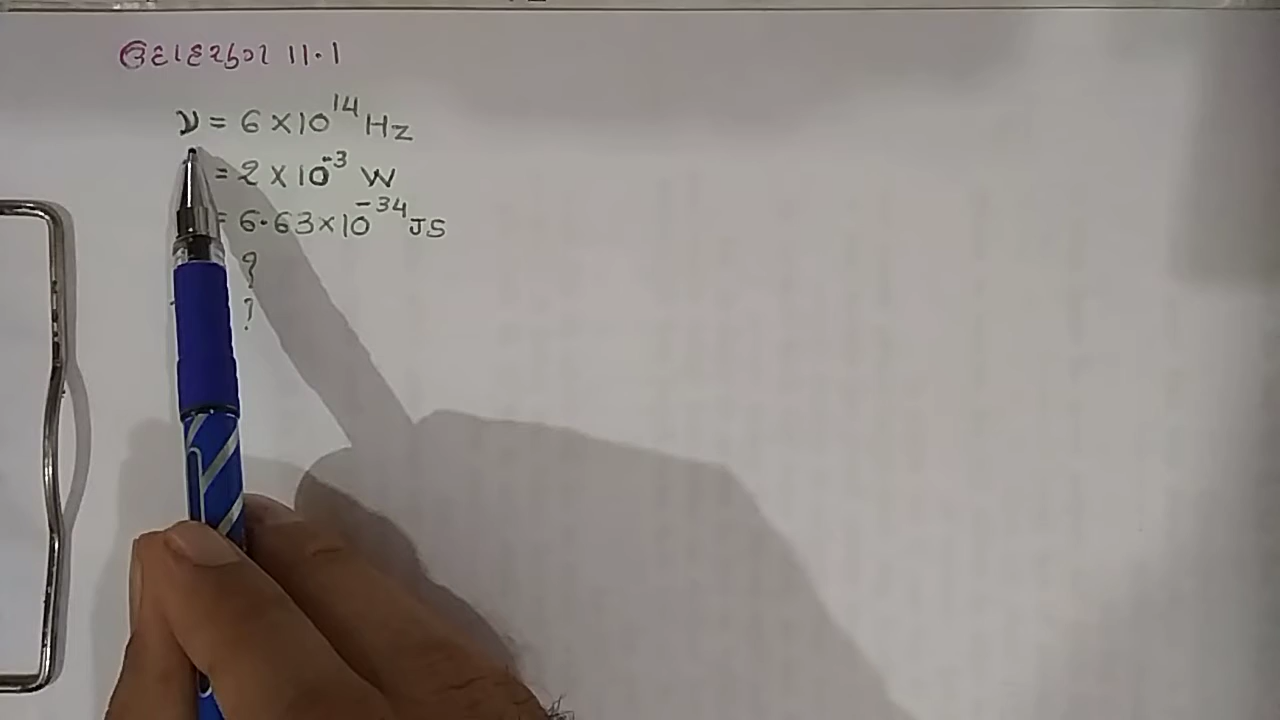 ઉદાહરણ 11.1
ν = 6 × 10¹⁴ Hz
= 2 × 10⁻³ W
= 6.63 × 10⁻³⁴ JS
?
?